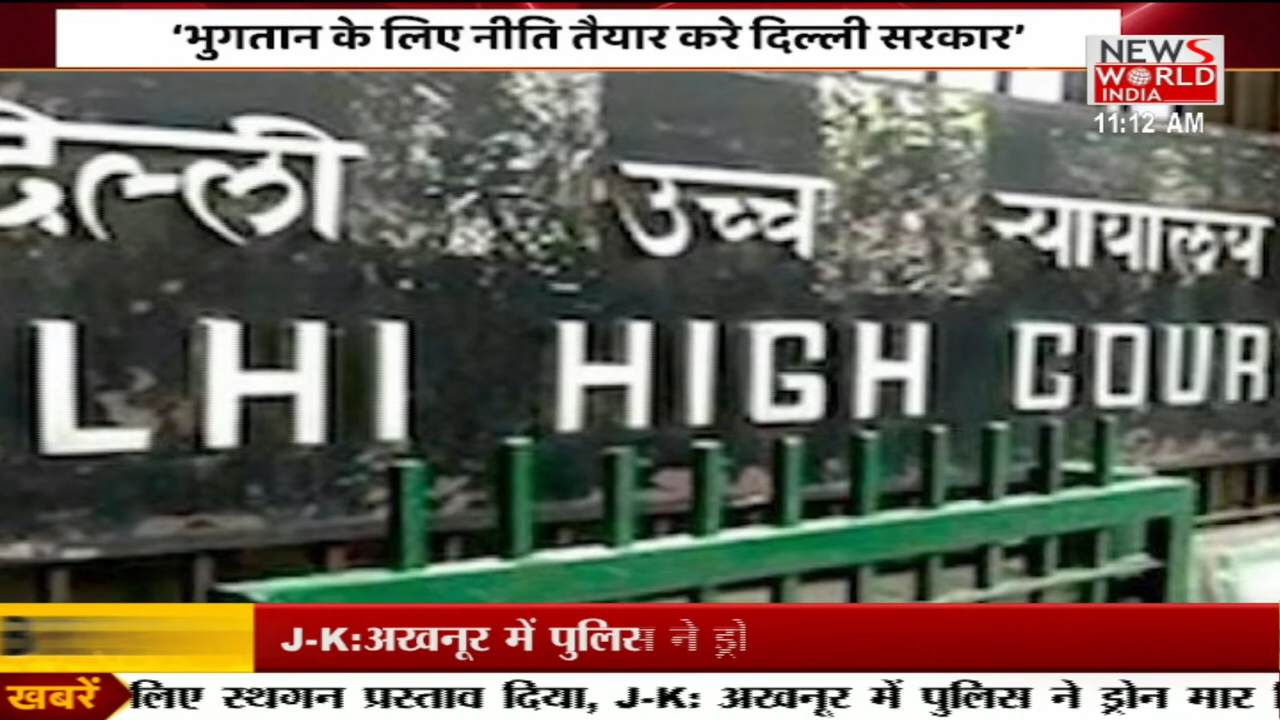 ‘भुगतान के लिए नीति तैयार करे दिल्ली सरकार’
NEWS
WORLD
INDIA
11:12 AM
दिल्ली उच्च न्यायालय
LHI HIGH COUR
J-K:अखनूर में पुलिस ने ड्रो
खबरें लिए स्थगन प्रस्ताव दिया, J-K: अखनूर में पुलिस ने ड्रोन मार